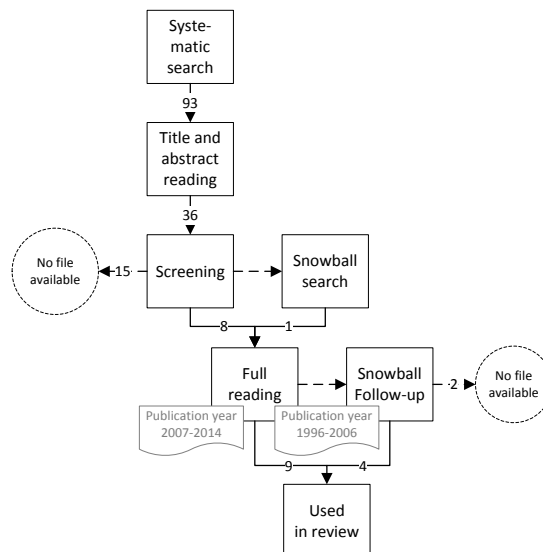 Syste-
matic
search
93
Title and
abstract
reading
36
No file
available
15
Screening
Snowball
search
8
1
Full
reading
Snowball
Follow-up
2
No file
available
Publication year
2007-2014
Publication year
1996-2006
9
4
Used
in review